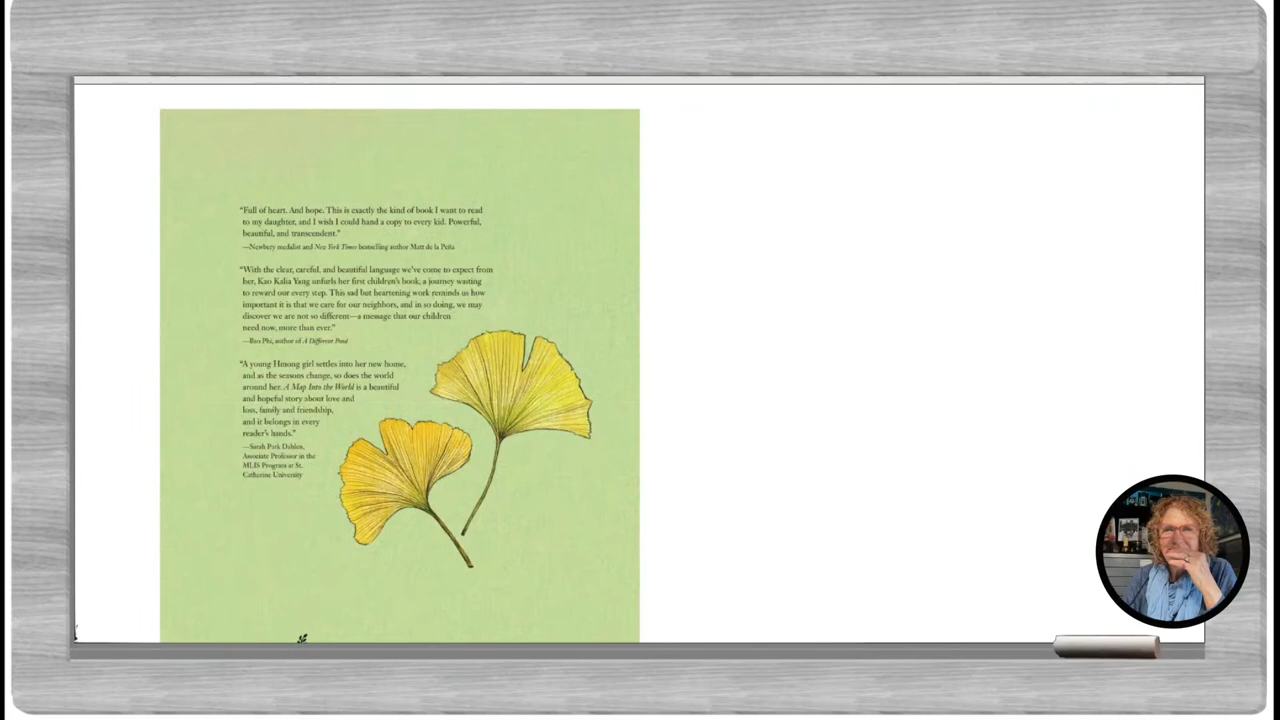 “Full of heart. And hope. This is exactly the kind of book I want to read
to my daughter, and I wish I could hand a copy to every kid. Powerful,
beautiful, and transcendent.”
—Newbery medalist and New York Times bestselling author Matt de la Peña
“With the clear, careful, and beautiful language we’ve come to expect from
her, Kao Kalia Yang unfurls her first children’s book, a journey wasting
to reward our every step. This sad but heartening work reminds us how
important it is that we care for our neighbors, and in so doing, we may
discover we are not so different—a message that our children
need now, more than ever.”
—Bao Phi, author of A Different Pond
“A young Hmong girl settles into her new home,
and as the seasons change, so does the world
around her. A Map Into the World is a beautiful
and hopeful story about love and
loss, family and friendship,
and it belongs in every
reader’s hands.”
—Sarah Park Dahlen,
Associate Professor in the
MLIS Program at St.
Catherine University